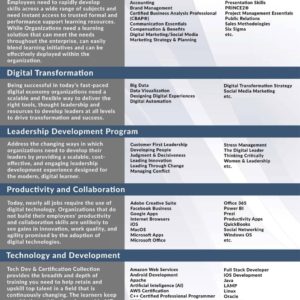 Employees need to rapidly develop
skills across a wide range of subjects and
need instant access to trusted formal and
performance support resources.
While Organizations need a learning
solution that can meet the needs
throughout the enterprise, can easily
blend learning initiatives and can be
effectively deployed within the
organization.
Accounting
Brand Management
Certified Business Analysis Professional
(CBAP®)
Communication Essentials
Compensation & Benefits
Digital Marketing/Social Media
Marketing Strategy & Planning
Presentation Skills
PRINCE2®
Project Management Essentials
Public Relations
Sales Methodologies
Six Sigma
etc.
Digital Transformation
Being successful in today's fast-paced
digital economy organizations need a
scalable and flexible way to deliver the
right tools, thought leadership and
resources to develop leaders at all levels
to drive transformation and success.
Big Data
Data Visualization
Designing Digital Experiences
Digital Automation
Digital Transformation Strategy
Social Media Marketing
etc.
Leadership Development Program
Address the changing ways in which
organizations need to develop their
leaders by providing a scalable, cost-
effective, and engaging leadership
development experience designed for
the modern, digital learner.
Customer First Leadership
Developing People
Judgment & Decisiveness
Leading Innovation
Leading Through Change
Managing Conflict
Stress Management
The Digital Leader
Thinking Critically
Women & Leadership
etc.
Productivity and Collaboration
Today, nearly all jobs require the use of
digital technology. Organizations that do
not build their employees' productivity
and collaboration skills are unlikely to
see gains in innovation, work quality, and
agility promised by the adoption of
digital technologies.
Adobe Creative Suite
Facebook Business
Google Apps
Internet Browsers
iOS
MacOS
Microsoft Apps
Microsoft Office
Office 365
Power BI
Prezi
Productivity Apps
QuickBooks
Social Networking
Windows OS
etc.
Technology and Development
Tech Dev & Certification Collection
provides the breadth and depth of
training you need to help retain and
upskill top talent in a field that is
continuously changing. The learners keep
Amazon Web Services
Android Development
Apache
Artificial Intelligence (AI)
AWS Certification
C++ Certified Professional Programmer
Full Stack Developer
iOS Development
Java
LAMP
Linux
Oracle